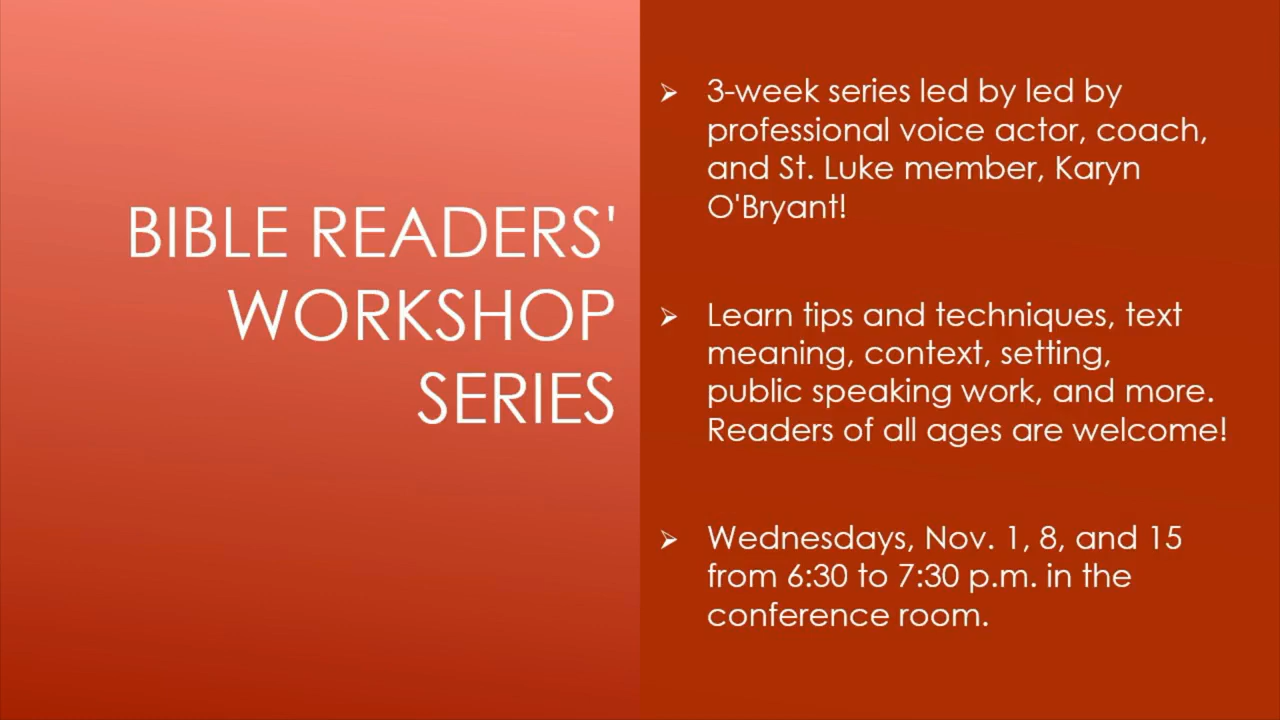 BIBLE READERS'
WORKSHOP
SERIES
3-week series led by led by
professional voice actor, coach,
and St. Luke member, Karyn
O'Bryant!
Learn tips and techniques, text
meaning, context, setting,
public speaking work, and more.
Readers of all ages are welcome!
Wednesdays, Nov. 1, 8, and 15
from 6:30 to 7:30 p.m. in the
conference room.